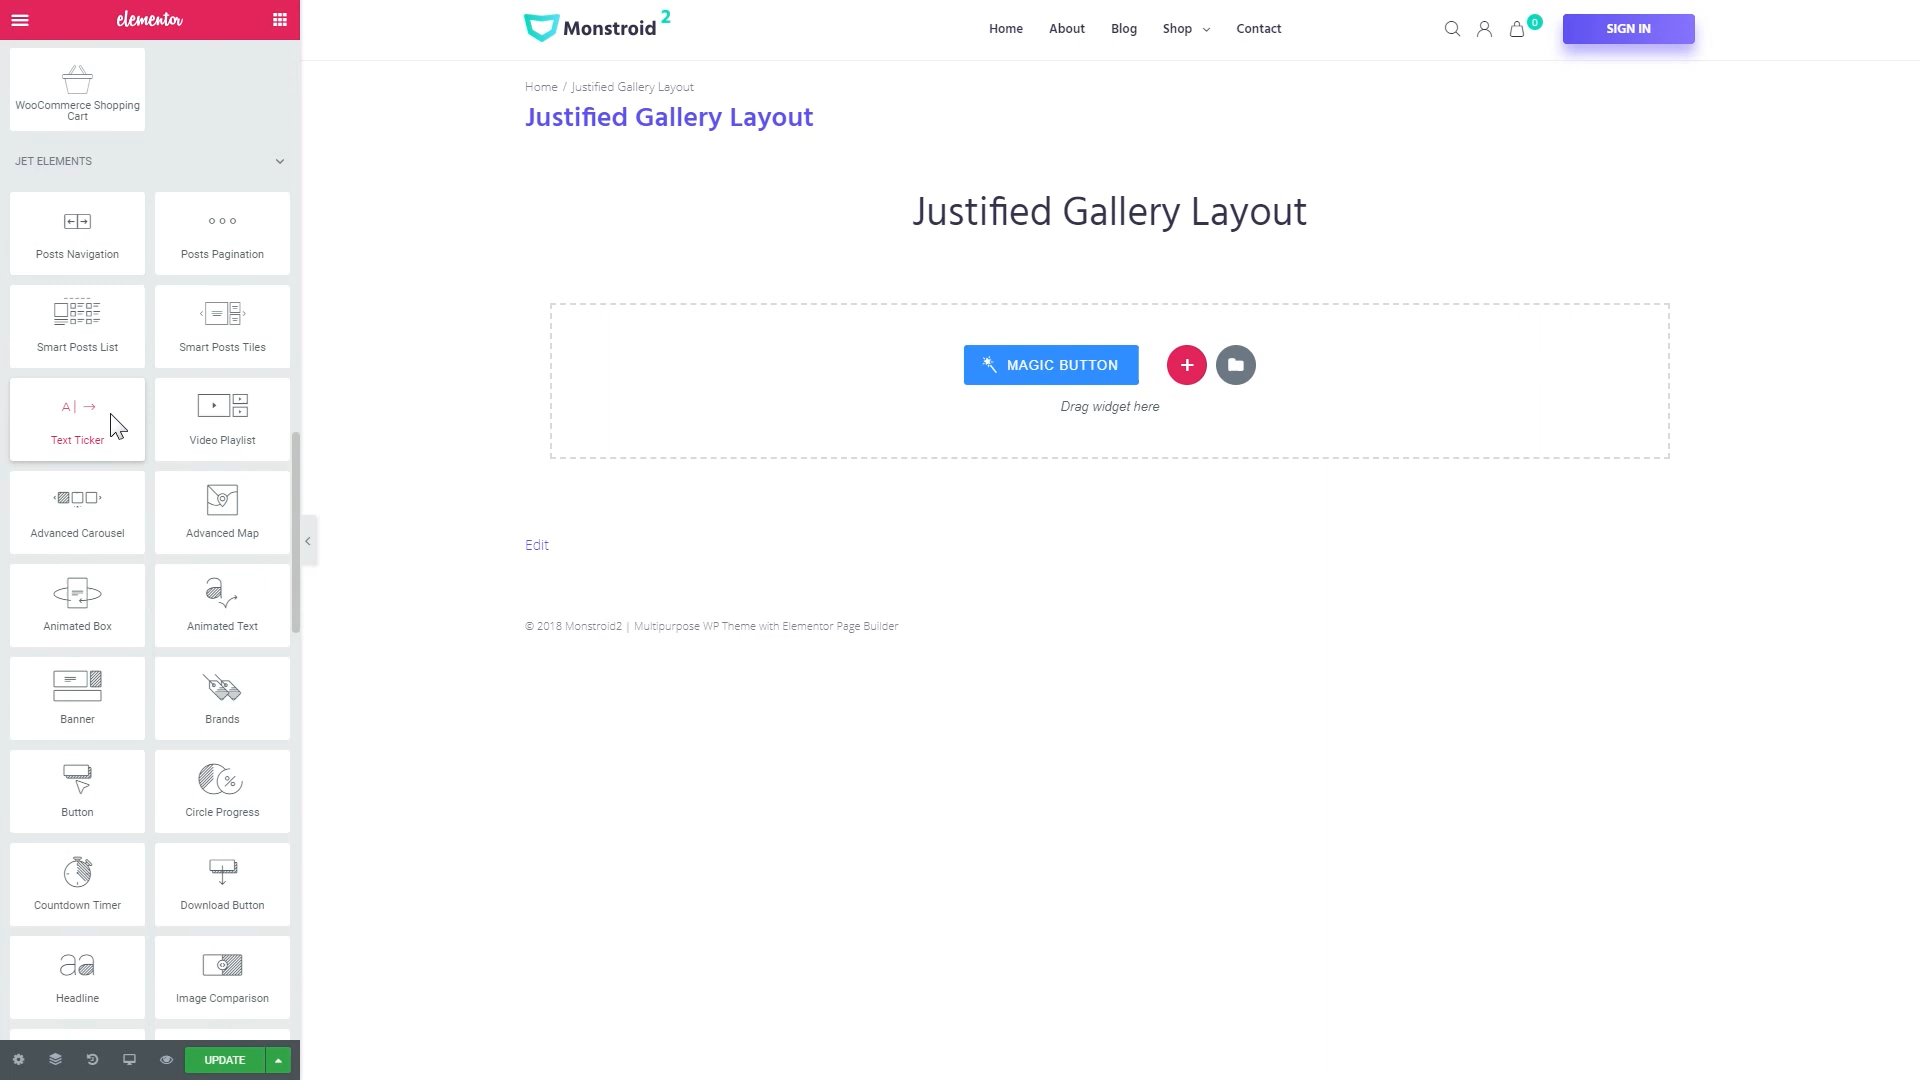 elementor
WooCommerce Shopping
Cart
JET ELEMENTS
Posts Navigation
Posts Pagination
Smart Posts List
Smart Posts Tiles
A| →
Text Ticker
Video Playlist
Advanced Carousel
Advanced Map
Animated Box
a
Animated Text
Banner
Brands
Button
%
Circle Progress
Countdown Timer
Download Button
aa
Headline
Image Comparison
UPDATE
Monstroid 2
Home
About
Blog
Shop
Contact
0
SIGN IN
Home / Justified Gallery Layout
Justified Gallery Layout
Justified Gallery Layout
MAGIC BUTTON
+
Drag widget here
Edit
© 2018 Monstroid2 | Multipurpose WP Theme with Elementor Page Builder